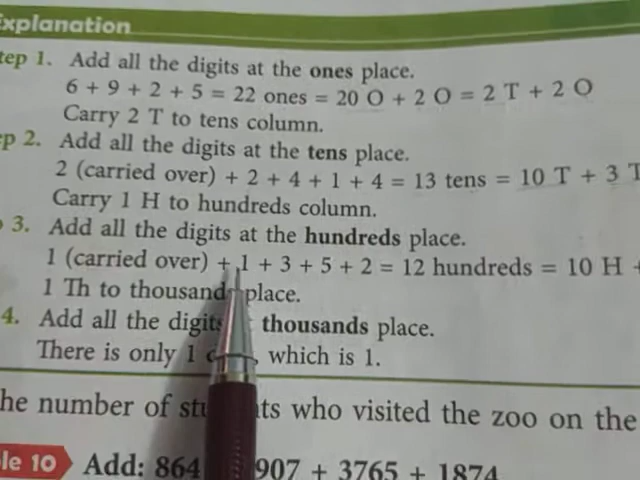 Explanation
tep 1. Add all the digits at the ones place.
6 + 9 + 2 + 5 = 22 ones = 20 O + 2 O = 2 T + 2 O
Carry 2 T to tens column.
ep 2. Add all the digits at the tens place.
2 (carried over) + 2 + 4 + 1 + 4 = 13 tens = 10 T + 3 T
Carry 1 H to hundreds column.
3. Add all the digits at the hundreds place.
1 (carried over) + 1 + 3 + 5 + 2 = 12 hundreds = 10 H +
1 Th to thousand place.
4. Add all the digits thousands place.
There is only 1 which is 1.
he number of who visited the zoo on the
le 10 Add: 864 907 + 3765 + 1874